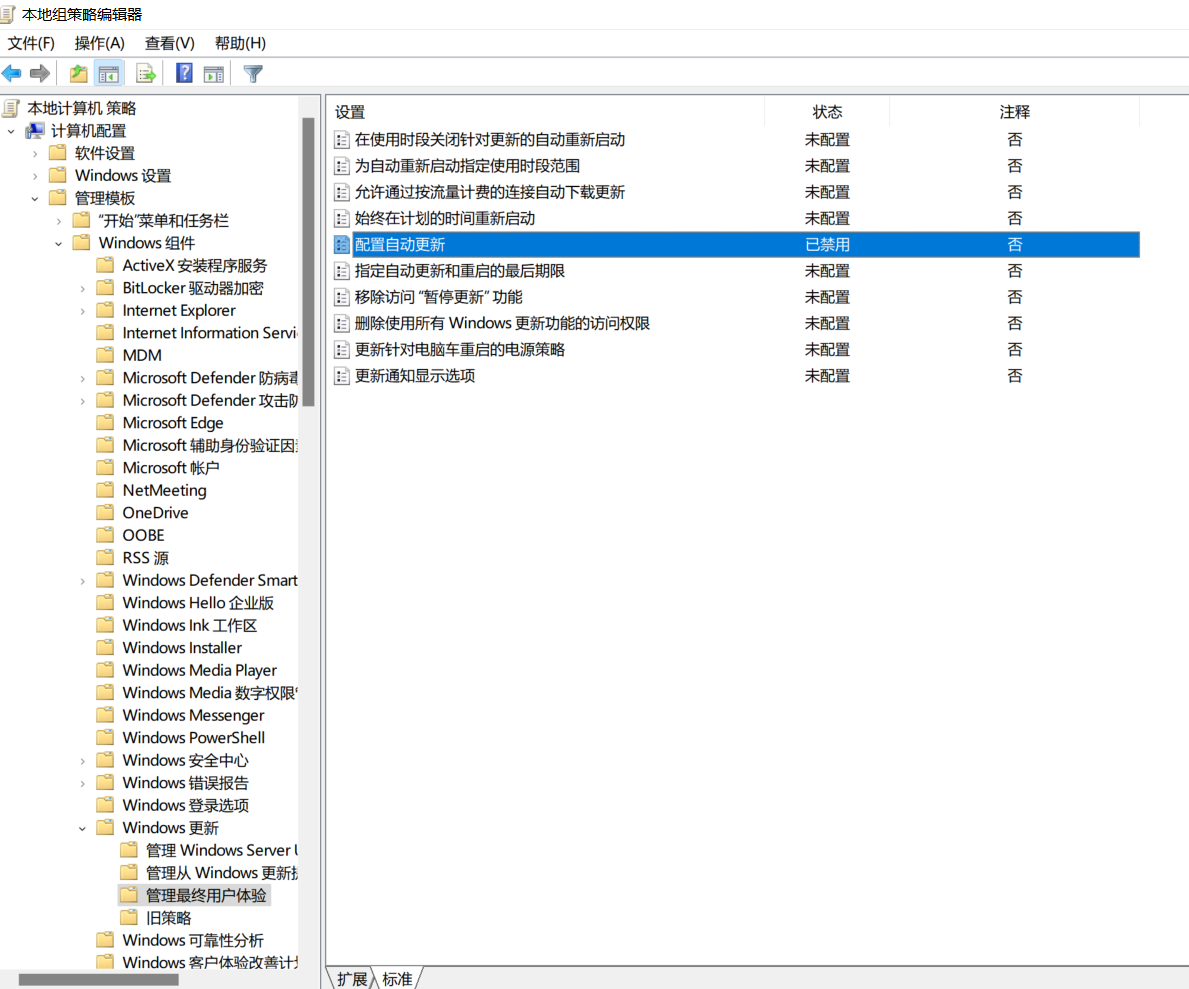 本地组策略编辑器
文件(F) 操作(A) 查看(V) 帮助(H)
本地计算机 策略
计算机配置
软件设置
Windows 设置
管理模板
"开始"菜单和任务栏
Windows 组件
ActiveX 安装程序服务
BitLocker 驱动器加密
Internet Explorer
Internet Information Servi
MDM
Microsoft Defender 防病毒
Microsoft Defender 攻击防
Microsoft Edge
Microsoft 辅助身份验证因
Microsoft 帐户
NetMeeting
OneDrive
OOBE
RSS 源
Windows Defender Smart
Windows Hello 企业版
Windows Ink 工作区
Windows Installer
Windows Media Player
Windows Media 数字权限
Windows Messenger
Windows PowerShell
Windows 安全中心
Windows 错误报告
Windows 登录选项
Windows 更新
管理 Windows Server U
管理从 Windows 更新
管理最终用户体验
旧策略
Windows 可靠性分析
Windows 客户体验改善计
设置 状态 注释
在使用时段关闭针对更新的自动重新启动 未配置 否
为自动重新启动指定使用时段范围 未配置 否
允许通过按流量计费的连接自动下载更新 未配置 否
始终在计划的时间重新启动 未配置 否
配置自动更新 已禁用 否
指定自动更新和重启的最后期限 未配置 否
移除访问 "暂停更新" 功能 未配置 否
删除使用所有 Windows 更新功能的访问权限 未配置 否
更新针对电脑车重启的电源策略 未配置 否
更新通知显示选项 未配置 否
扩展 标准